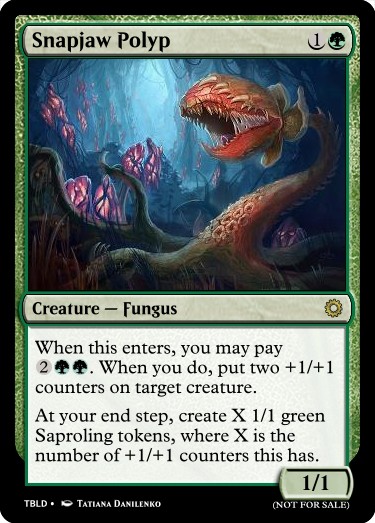 Snapjaw Polyp 1
Creature — Fungus
When this enters, you may pay
2. When you do, put two +1/+1
counters on target creature.
At your end step, create X 1/1 green
Saproling tokens, where X is the
number of +1/+1 counters this has.
1/1
TBLD • Tatiana Danilenko
(NOT FOR SALE)